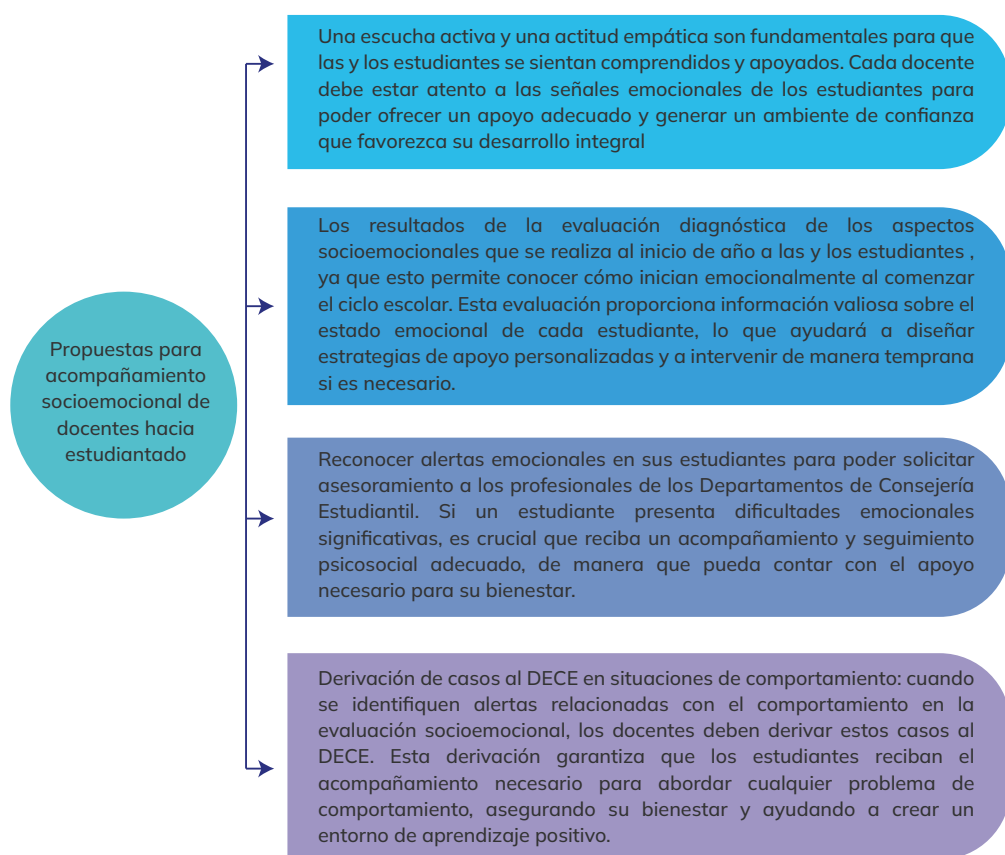 Una escucha activa y una actitud empática son fundamentales para que
las y los estudiantes se sientan comprendidos y apoyados. Cada docente
debe estar atento a las señales emocionales de los estudiantes para
poder ofrecer un apoyo adecuado y generar un ambiente de confianza
que favorezca su desarrollo integral
Los resultados de la evaluación diagnóstica de los aspectos
socioemocionales que se realiza al inicio de año a las y los estudiantes ,
ya que esto permite conocer cómo inician emocionalmente al comenzar
el ciclo escolar. Esta evaluación proporciona información valiosa sobre el
estado emocional de cada estudiante, lo que ayudará a diseñar
estrategias de apoyo personalizadas y a intervenir de manera temprana
si es necesario.
Propuestas para
acompañamiento
socioemocional de
docentes hacia
estudiantado
Reconocer alertas emocionales en sus estudiantes para poder solicitar
asesoramiento a los profesionales de los Departamentos de Consejería
Estudiantil. Si un estudiante presenta dificultades emocionales
significativas, es crucial que reciba un acompañamiento y seguimiento
psicosocial adecuado, de manera que pueda contar con el apoyo
necesario para su bienestar.
Derivación de casos al DECE en situaciones de comportamiento: cuando
se identifiquen alertas relacionadas con el comportamiento en la
evaluación socioemocional, los docentes deben derivar estos casos al
DECE. Esta derivación garantiza que los estudiantes reciban el
acompañamiento necesario para abordar cualquier problema de
comportamiento, asegurando su bienestar y ayudando a crear un
entorno de aprendizaje positivo.